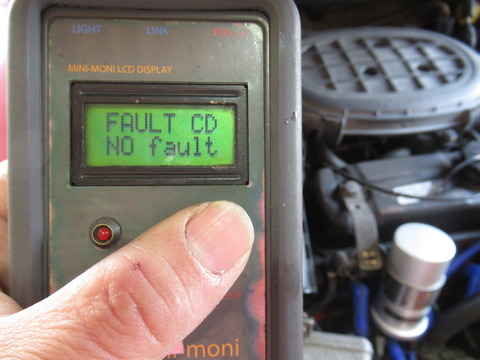 LIGHT LINK
MINI-MONI LCD DISPLAY
FAULT CD
NO fault
moni